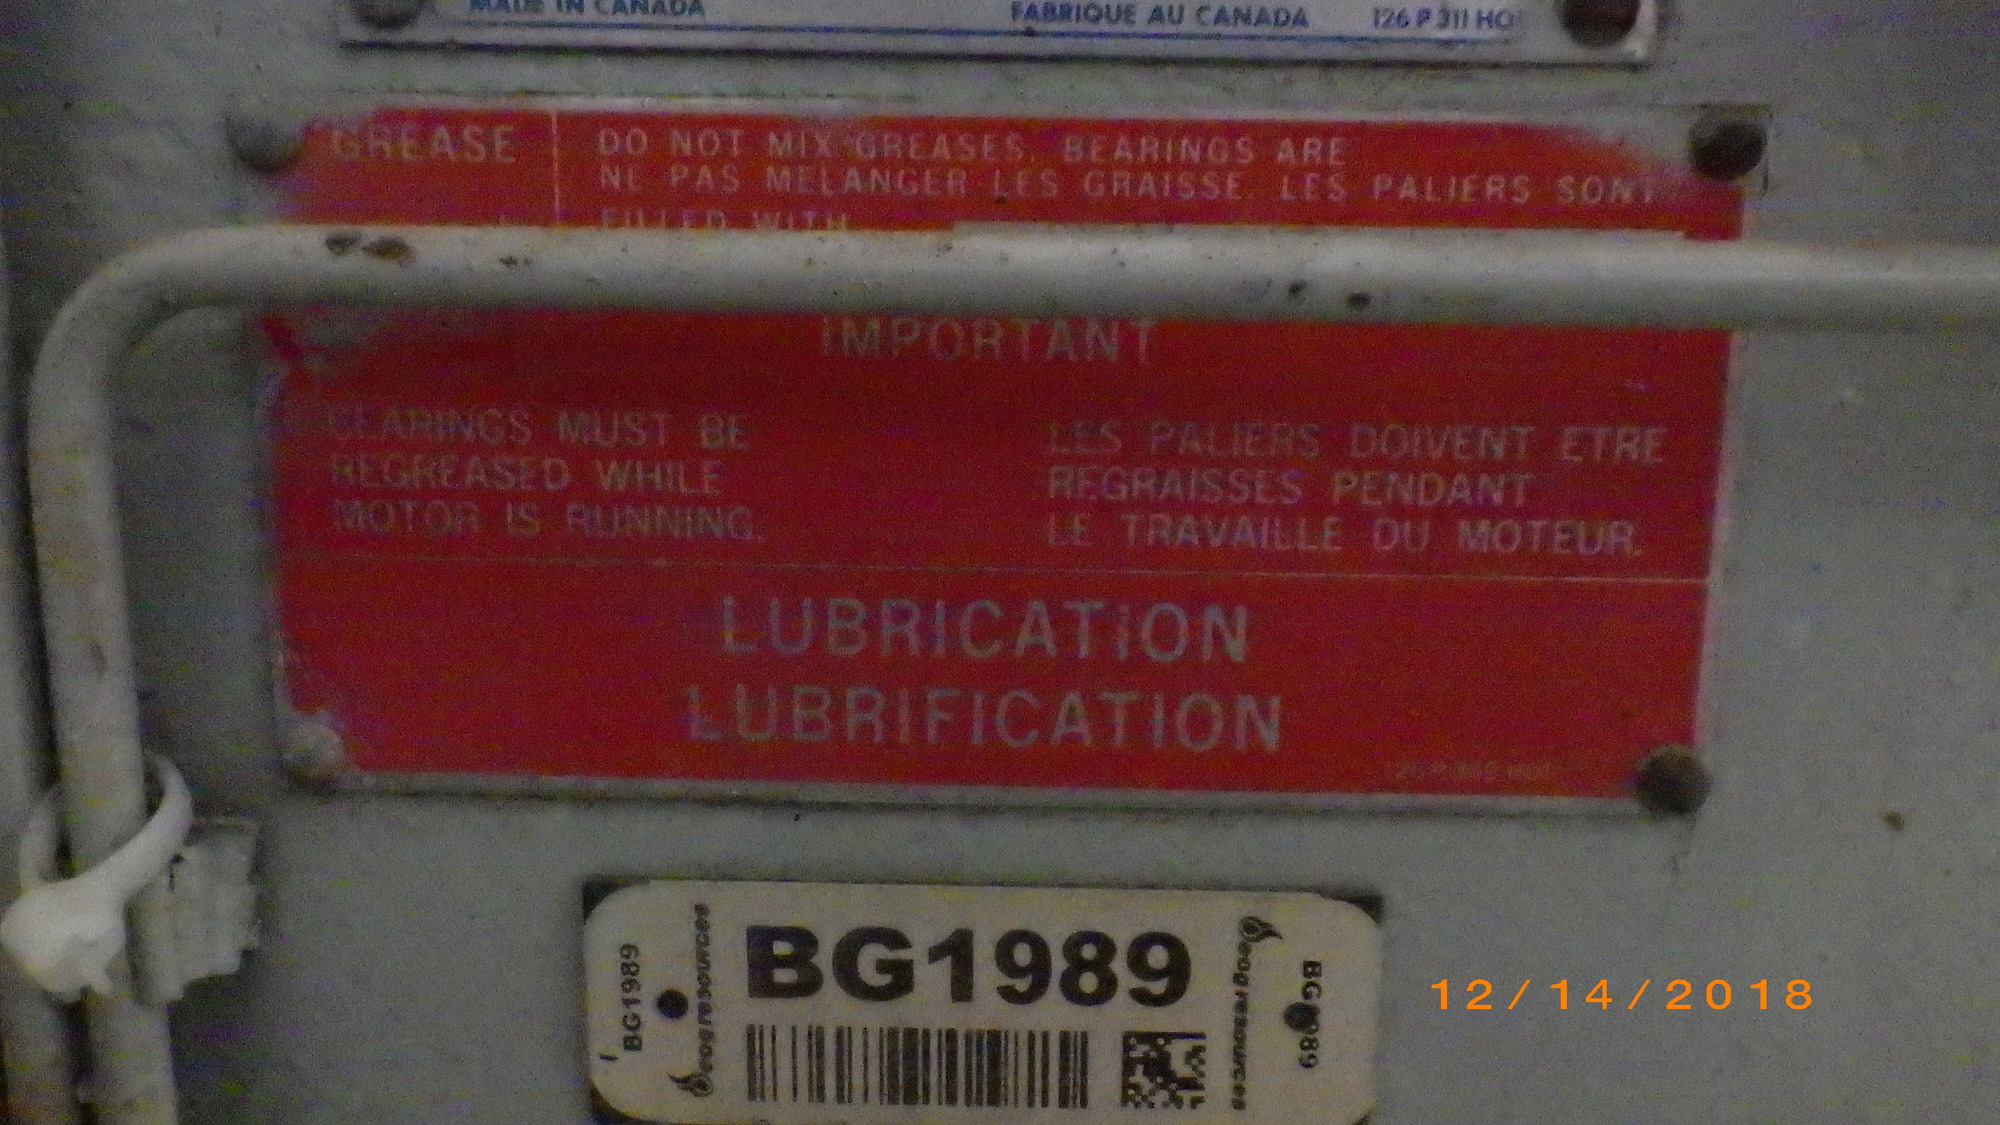 MADE IN CANADA
FABRIQUE AU CANADA
126 P 311 HO
GREASE
DO NOT MIX GREASES. BEARINGS ARE
NE PAS MELANGER LES GRAISSE. LES PALIERS SONT
FILLED WITH
IMPORTANT
BEARINGS MUST BE
REGREASED WHILE
MOTOR IS RUNNING.
LES PALIERS DOIVENT ETRE
REGRAISSES PENDANT
LE TRAVAILLE DU MOTEUR.
LUBRICATION
LUBRIFICATION
BG1989
eogresources
BG1989
eogresources
12/14/2018